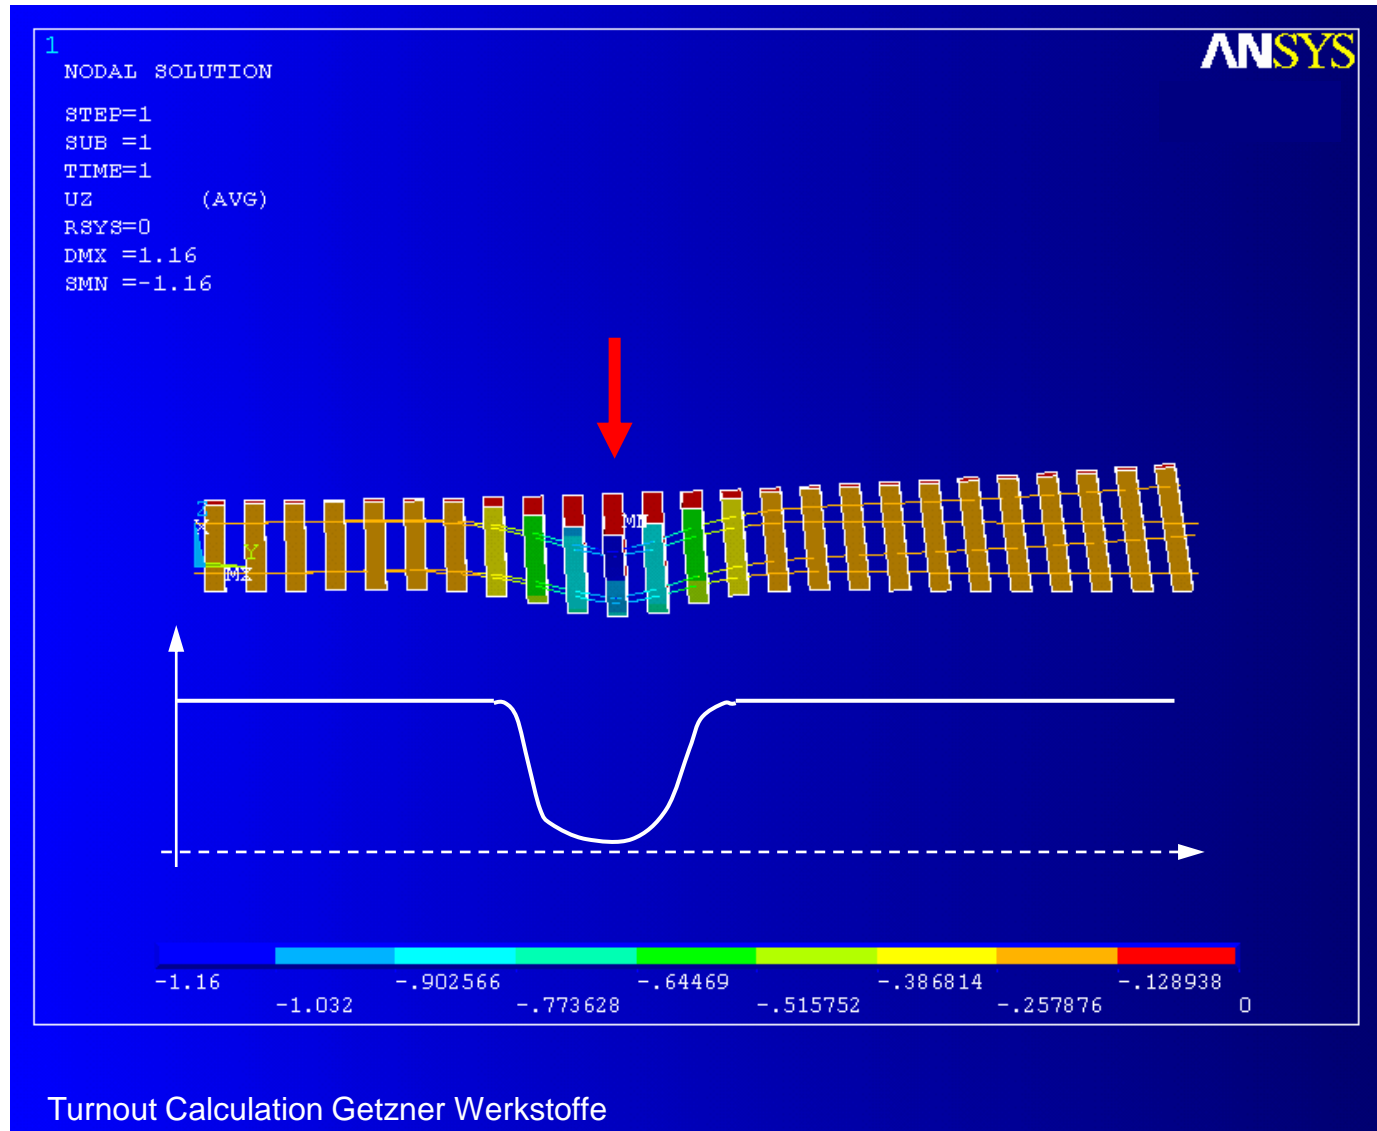 1
ANSYS
NODAL SOLUTION
STEP=1
SUB =1
TIME=1
UZ (AVG)
RSYS=0
DMX =1.16
SMN =-1.16
MN
Z
X
Y
MX
-1.16 -.902566 -.64469 -.386814 -.128938
-1.032 -.773628 -.515752 -.257876 0
Turnout Calculation Getzner Werkstoffe